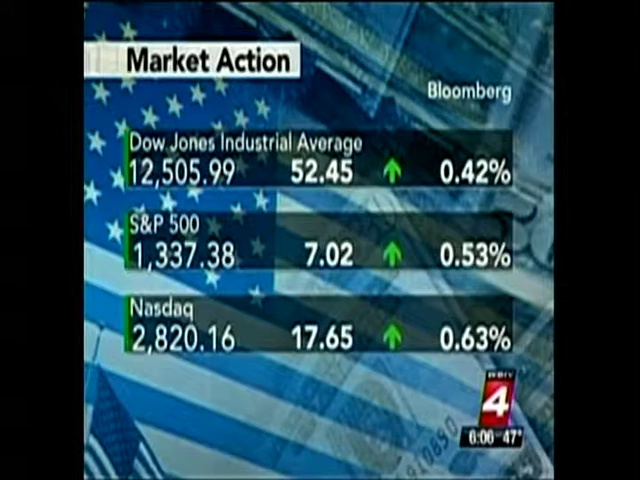 Market Action
Bloomberg
Dow Jones Industrial Average
12,505.99 52.45 0.42%
S&P 500
1,337.38 7.02 0.53%
Nasdaq
2,820.16 17.65 0.63%
4
6:06 47°
910850